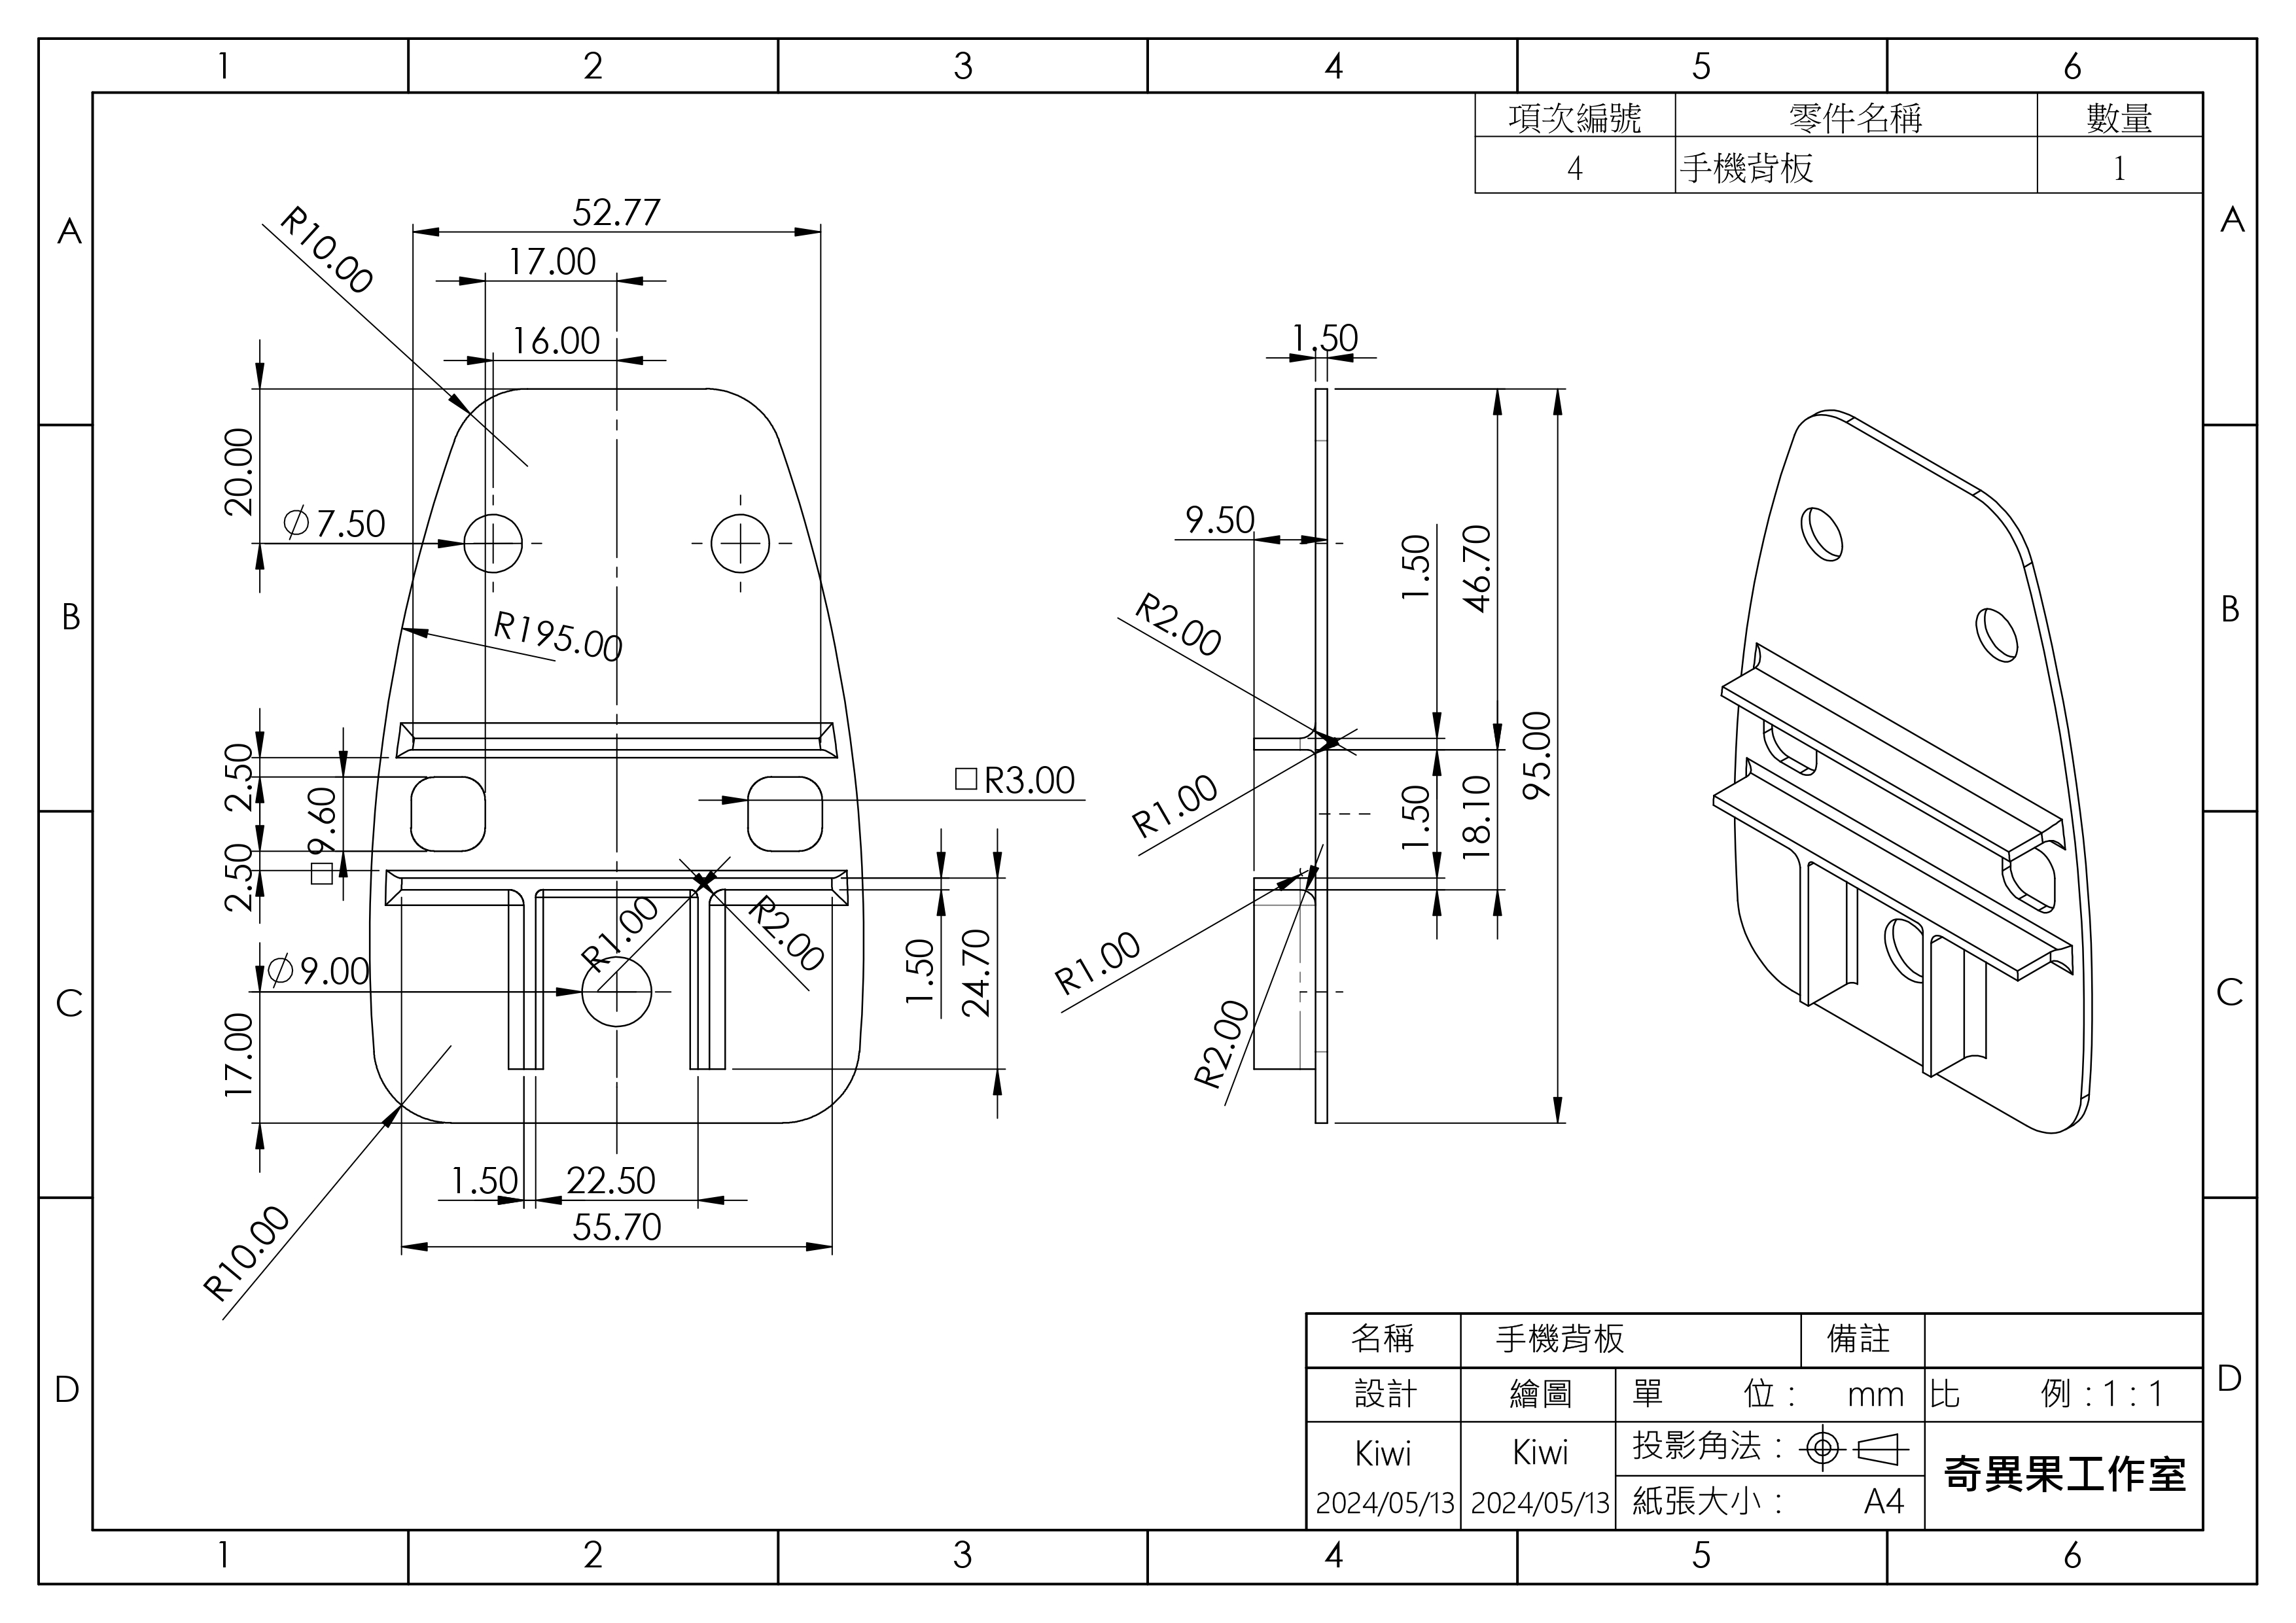 1 2 3 4 5 6
項次編號 零件名稱 數量
4 手機背板 1
A A
B B
C C
D D
52.77
17.00
16.00
R10.00
20.00
∅7.50
R195.00
2.50
□9.60
2.50
□R3.00
∅9.00
17.00
R1.00
R2.00
1.50
24.70
R10.00
1.50 22.50
55.70
1.50
9.50
R2.00
R1.00
R1.00
R2.00
1.50
46.70
1.50
18.10
95.00
名稱 手機背板 備註
設計 繪圖 單 位： mm 比 例：1：1
Kiwi Kiwi 投影角法：
2024/05/13 2024/05/13 紙張大小： A4
奇異果工作室
1 2 3 4 5 6